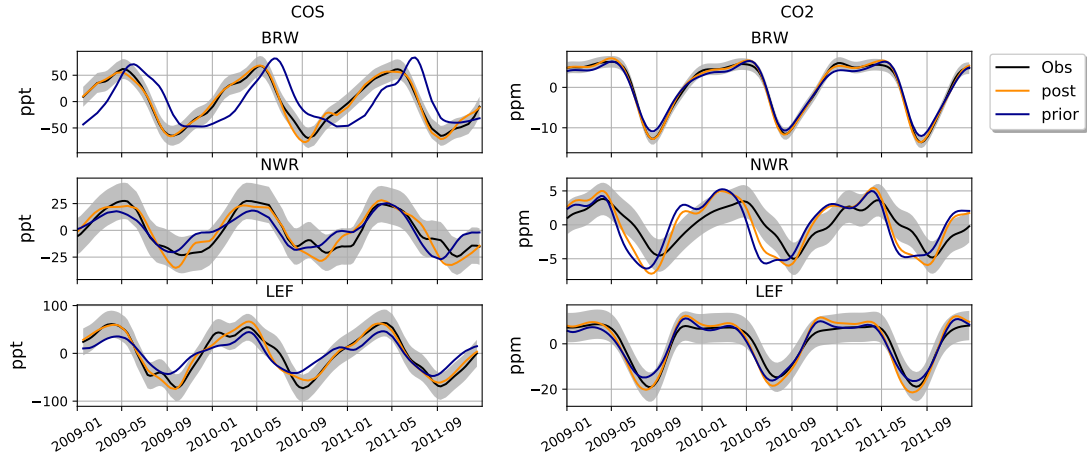 COS
CO2
BRW
BRW
ppt
50
0
−50
ppm
0
−10
Obs
post
prior
NWR
NWR
ppt
25
0
−25
ppm
5
0
−5
LEF
LEF
ppt
100
0
−100
ppm
0
−20
2009-01
2009-05
2009-09
2010-01
2010-05
2010-09
2011-01
2011-05
2011-09
2009-01
2009-05
2009-09
2010-01
2010-05
2010-09
2011-01
2011-05
2011-09